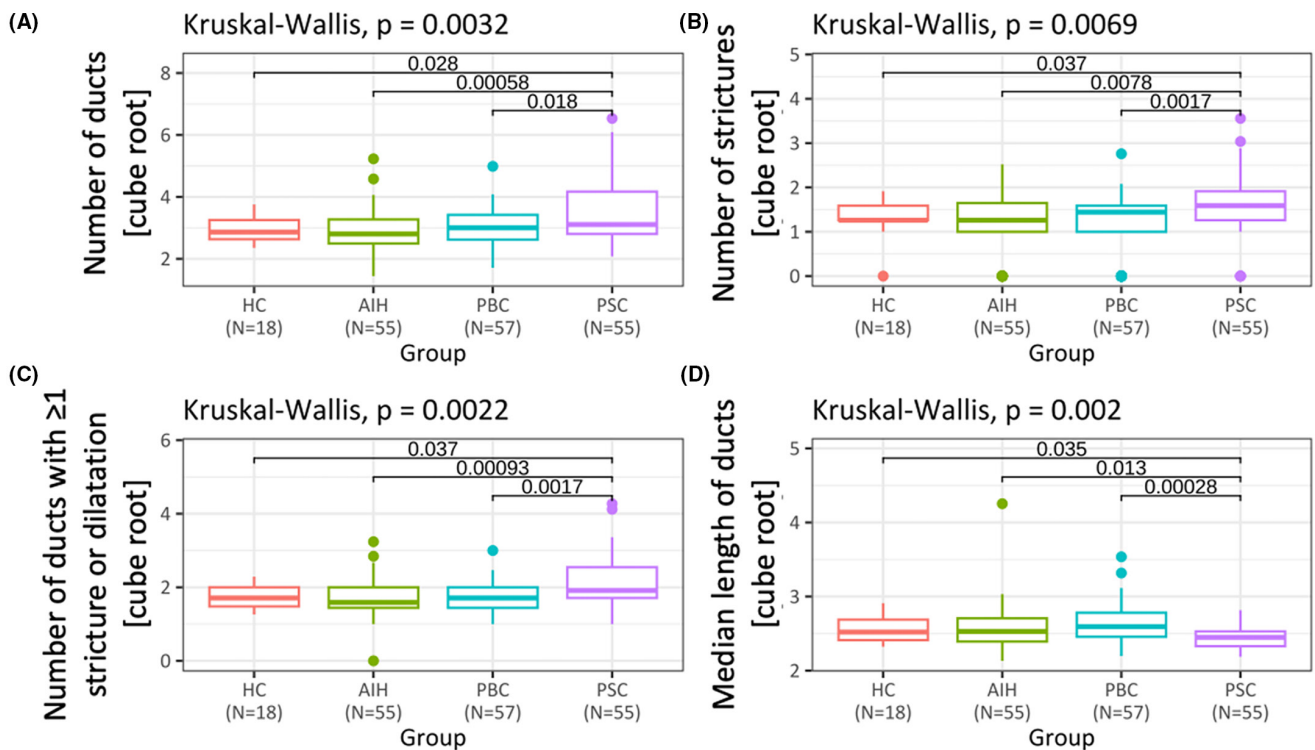 (A)
Kruskal-Wallis, p = 0.0032
Number of ducts
[cube root]
8
6
4
2
0.028
0.00058
0.018
HC
(N=18)
AIH
(N=55)
PBC
(N=57)
PSC
(N=55)
Group
(B)
Kruskal-Wallis, p = 0.0069
Number of strictures
[cube root]
5
4
3
2
1
0
0.037
0.0078
0.0017
HC
(N=18)
AIH
(N=55)
PBC
(N=57)
PSC
(N=55)
Group
(C)
Kruskal-Wallis, p = 0.0022
Number of ducts with ≥1
stricture or dilatation
[cube root]
6
4
2
0
0.037
0.00093
0.0017
HC
(N=18)
AIH
(N=55)
PBC
(N=57)
PSC
(N=55)
Group
(D)
Kruskal-Wallis, p = 0.002
Median length of ducts
[cube root]
5
4
3
2
0.035
0.013
0.00028
HC
(N=18)
AIH
(N=55)
PBC
(N=57)
PSC
(N=55)
Group